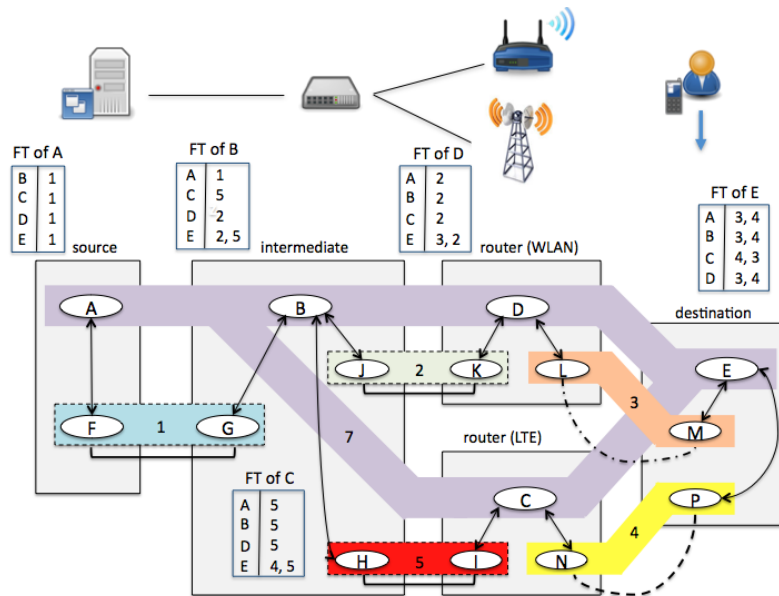 FT of A
B 1
C 1
D 1
E 1
FT of B
A 1
C 5
D 2
E 2, 5
FT of D
A 2
B 2
C 2
E 3, 2
FT of E
A 3, 4
B 3, 4
C 4, 3
D 3, 4
source
intermediate
router (WLAN)
destination
A
B
D
E
J
2
K
L
3
M
F
1
G
7
router (LTE)
FT of C
A 5
B 5
D 5
E 4, 5
C
P
4
H
5
I
N